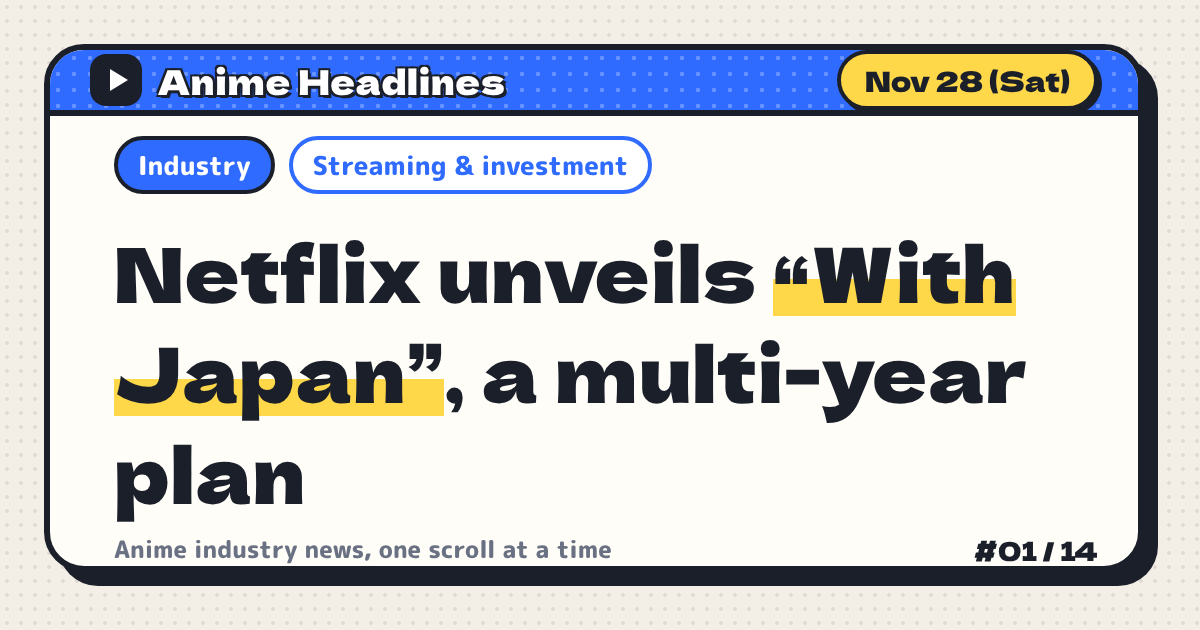 Anime Headlines
Nov 28 (Sat)
Industry
Streaming & investment
Netflix unveils “With
Japan”, a multi-year
plan
Anime industry news, one scroll at a time
#01 / 14